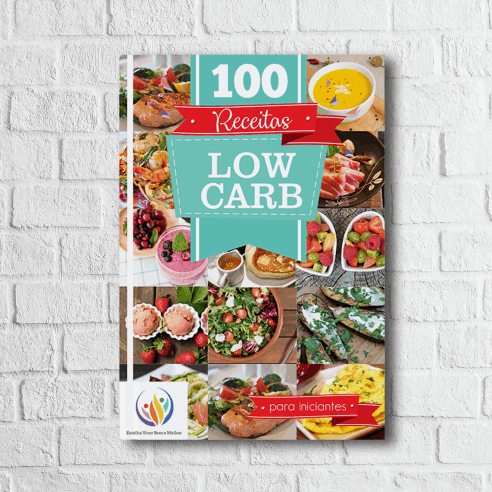 100
Receitas
LOW
CARB
para iniciantes
Escolha Viver Bem e Melhor